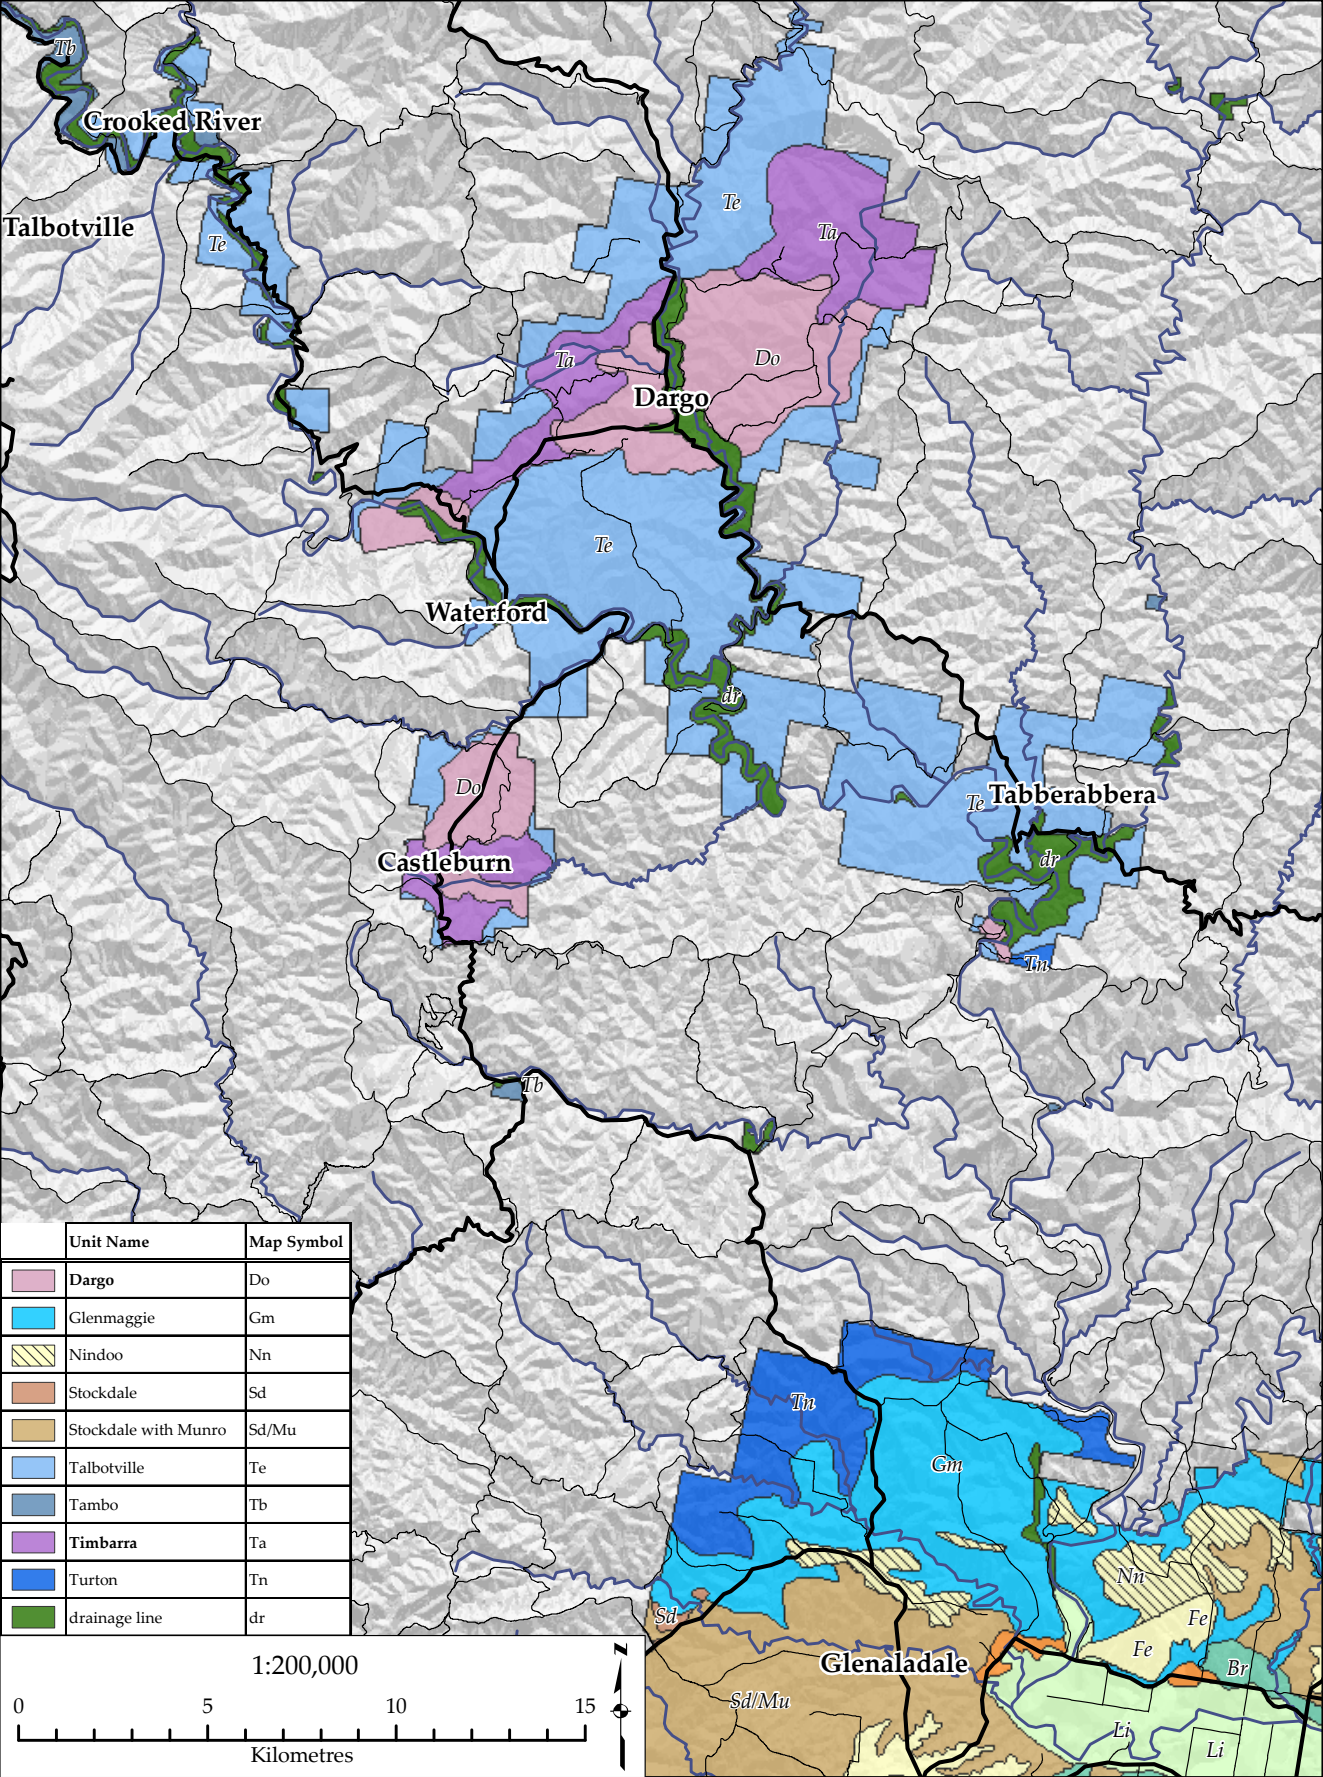 Tb
Crooked River
Talbotville
Te
Te
Ta
Ta
Do
Dargo
Te
Waterford
dr
Do
Te
Tabberabbera
dr
Castleburn
Tn
Tb
Unit Name Map Symbol
Dargo Do
Glenmaggie Gm
Nindoo Nn
Stockdale Sd
Stockdale with Munro Sd/Mu
Talbotville Te
Tambo Tb
Timbarra Ta
Turton Tn
drainage line dr
Tn
Gm
Nn
Sd
Fe
Fe
Glenaladale
Br
Sd/Mu
Li
Li
1:200,000
N
0 5 10 15
Kilometres